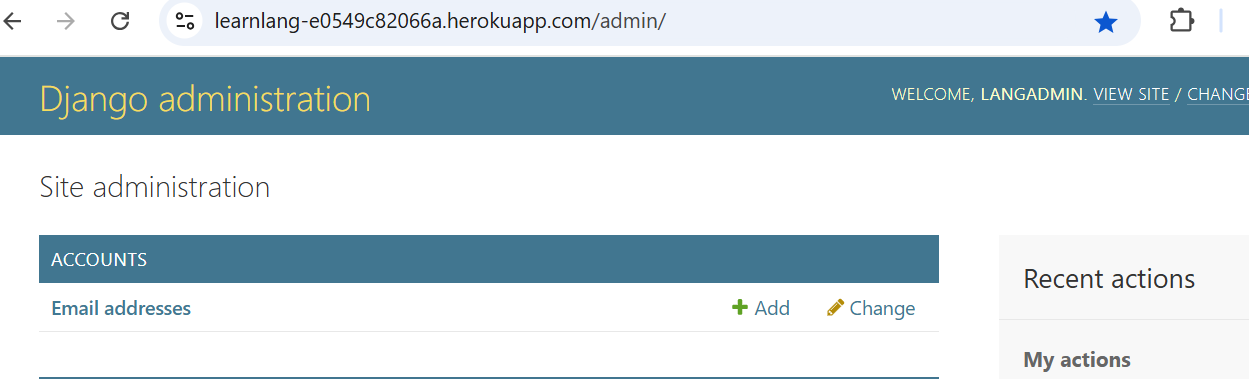 learnlang-e0549c82066a.herokuapp.com/admin/
Django administration
WELCOME, LANGADMIN. VIEW SITE / CHANGE
Site administration
ACCOUNTS
Email addresses Add Change
Recent actions
My actions